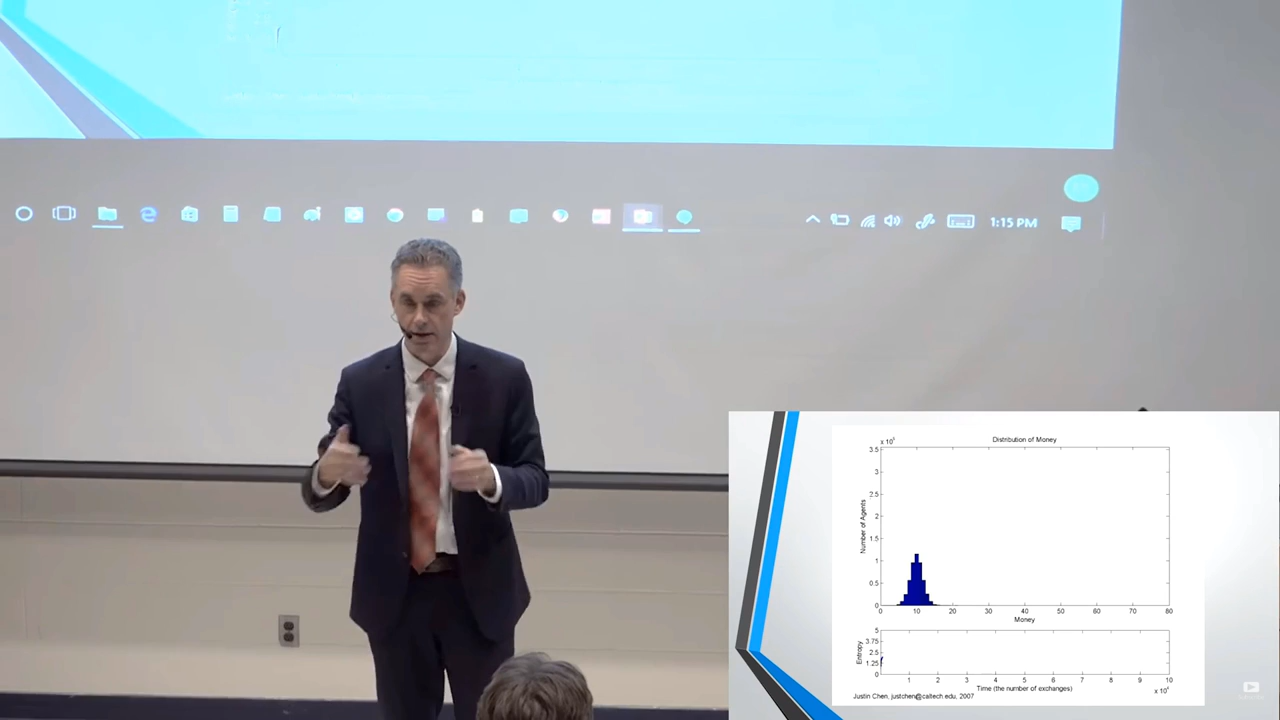 1:15 PM
x 10⁵
Distribution of Money
3.5
3
2.5
2
1.5
1
0.5
0
Number of Agents
0 10 20 30 40 50 60 70 80
Money
5
3.75
2.5
1.25
0
Entropy
1 2 3 4 5 6 7 8 9 10
Time (the number of exchanges)
x 10⁶
Justin Chen, justchen@caltech.edu, 2007